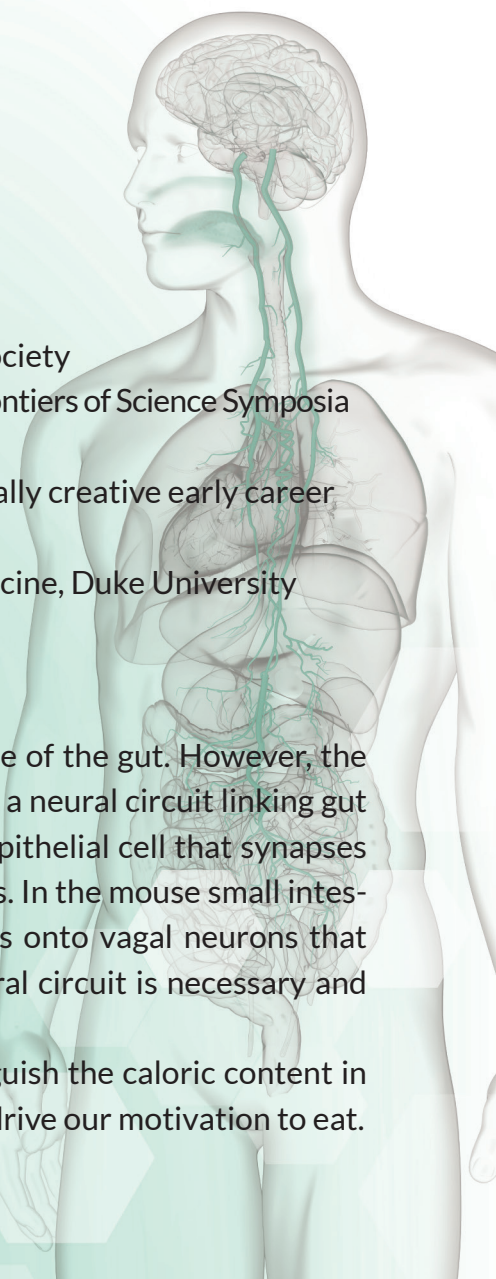 ociety
ntiers of Science Symposia
ally creative early career
cine, Duke University
e of the gut. However, the
a neural circuit linking gut
pithelial cell that synapses
s. In the mouse small intes-
s onto vagal neurons that
ral circuit is necessary and
guish the caloric content in
drive our motivation to eat.